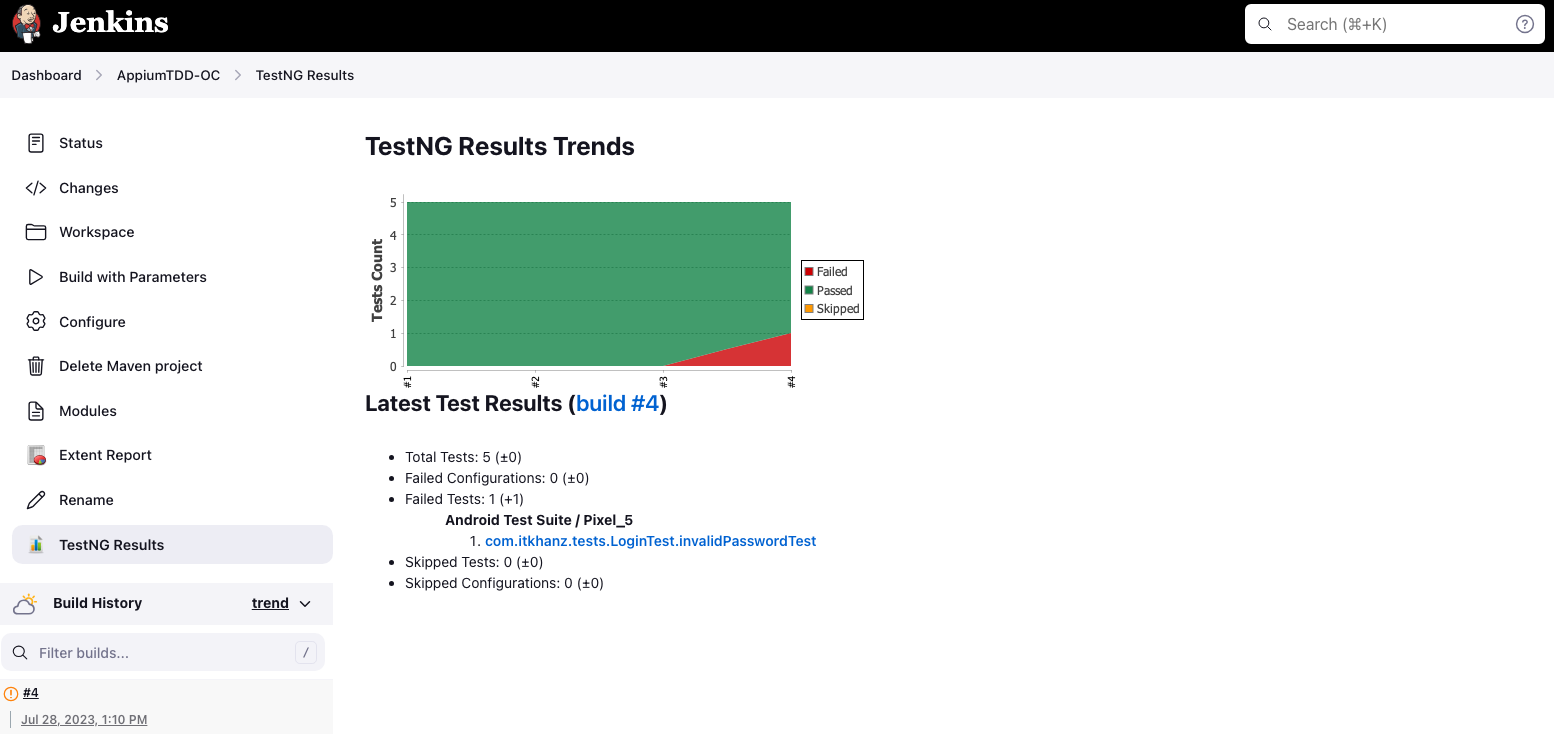 Jenkins
Search (⌘+K)
?
Dashboard
AppiumTDD-OC
TestNG Results
Status
Changes
Workspace
Build with Parameters
Configure
Delete Maven project
Modules
Extent Report
Rename
TestNG Results
Build History
trend
Filter builds...
/
#4
Jul 28, 2023, 1:10 PM
TestNG Results Trends
Tests Count
5
4
3
2
1
0
#1
#2
#3
#4
Failed
Passed
Skipped
Latest Test Results (build #4)
• Total Tests: 5 (±0)
• Failed Configurations: 0 (±0)
• Failed Tests: 1 (+1)
Android Test Suite / Pixel_5
1. com.itkhanz.tests.LoginTest.invalidPasswordTest
• Skipped Tests: 0 (±0)
• Skipped Configurations: 0 (±0)